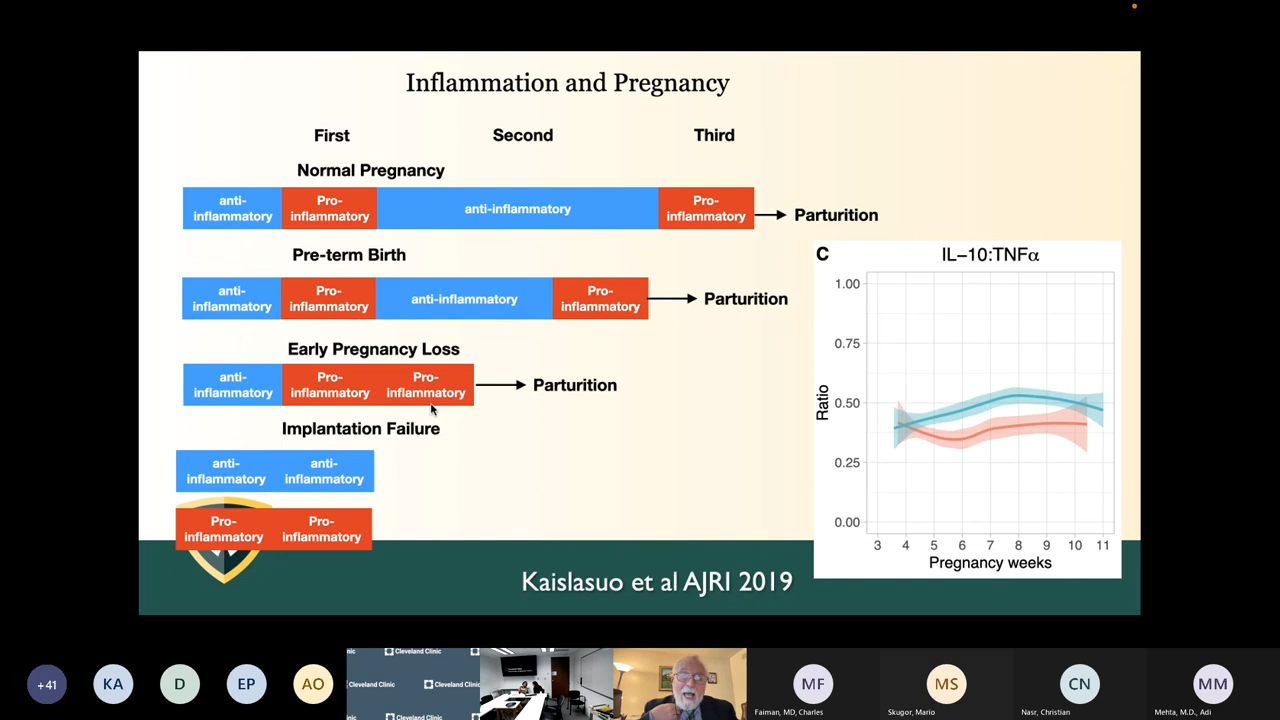 Inflammation and Pregnancy
First Second Third
Normal Pregnancy
anti-
inflammatory
Pro-
inflammatory
anti-inflammatory
Pro-
inflammatory
Parturition
Pre-term Birth
anti-
inflammatory
Pro-
inflammatory
anti-inflammatory
Pro-
inflammatory
Parturition
Early Pregnancy Loss
anti-
inflammatory
Pro-
inflammatory
Pro-
inflammatory
Parturition
Implantation Failure
anti-
inflammatory
anti-
inflammatory
Pro-
inflammatory
Pro-
inflammatory
C
IL−10:TNFα
1.00
0.75
0.50
0.25
0.00
Ratio
3 4 5 6 7 8 9 10 11
Pregnancy weeks
Kaislasuo et al AJRI 2019
+41
KA
D
EP
AO
Cleveland Clinic
Cleveland Clinic
Cleveland Clinic
Cleveland Clinic
MF
Faiman, MD, Charles
MS
Skugor, Mario
CN
Nasr, Christian
MM
Mehta, M.D., Adi